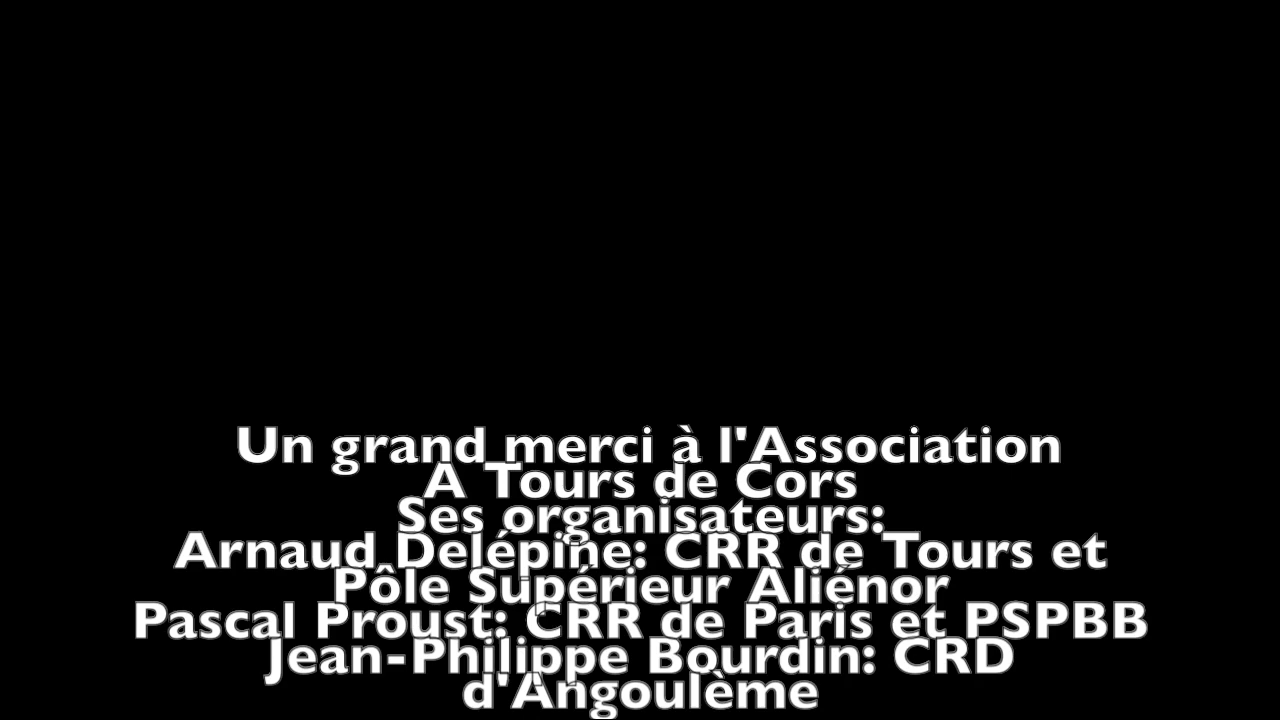 Un grand merci à l'Association
A Tours de Cors
Ses organisateurs:
Arnaud Delépine: CRR de Tours et
Pôle Supérieur Aliénor
Pascal Proust: CRR de Paris et PSPBB
Jean-Philippe Bourdin: CRD
d'Angoulème